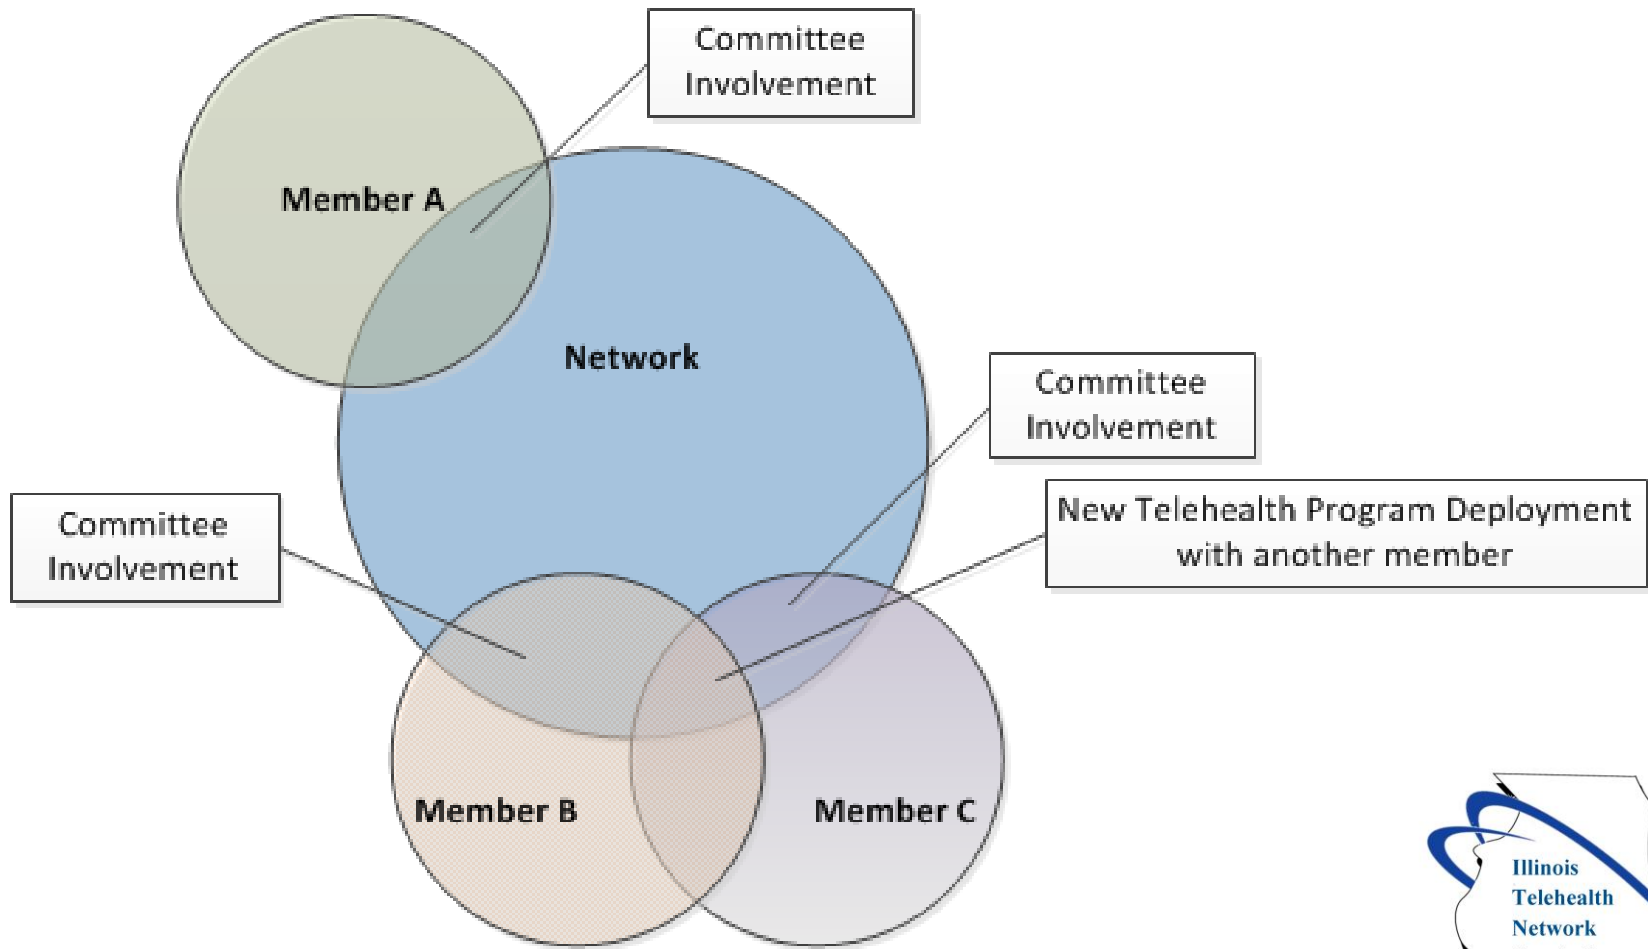 Committee
Involvement
Member A
Network
Committee
Involvement
New Telehealth Program Deployment
with another member
Committee
Involvement
Member B
Member C
Illinois
Telehealth
Network